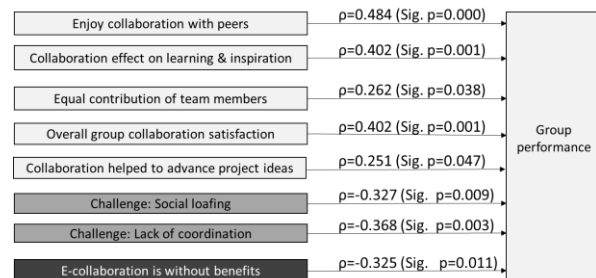 Enjoy collaboration with peers
ρ=0.484 (Sig. p=0.000)
Collaboration effect on learning & inspiration
ρ=0.402 (Sig. p=0.001)
Equal contribution of team members
ρ=0.262 (Sig. p=0.038)
Overall group collaboration satisfaction
ρ=0.402 (Sig. p=0.001)
Collaboration helped to advance project ideas
ρ=0.251 (Sig. p=0.047)
Challenge: Social loafing
ρ=-0.327 (Sig. p=0.009)
Challenge: Lack of coordination
ρ=-0.368 (Sig. p=0.003)
E-collaboration is without benefits
ρ=-0.325 (Sig. p=0.011)
Group
performance